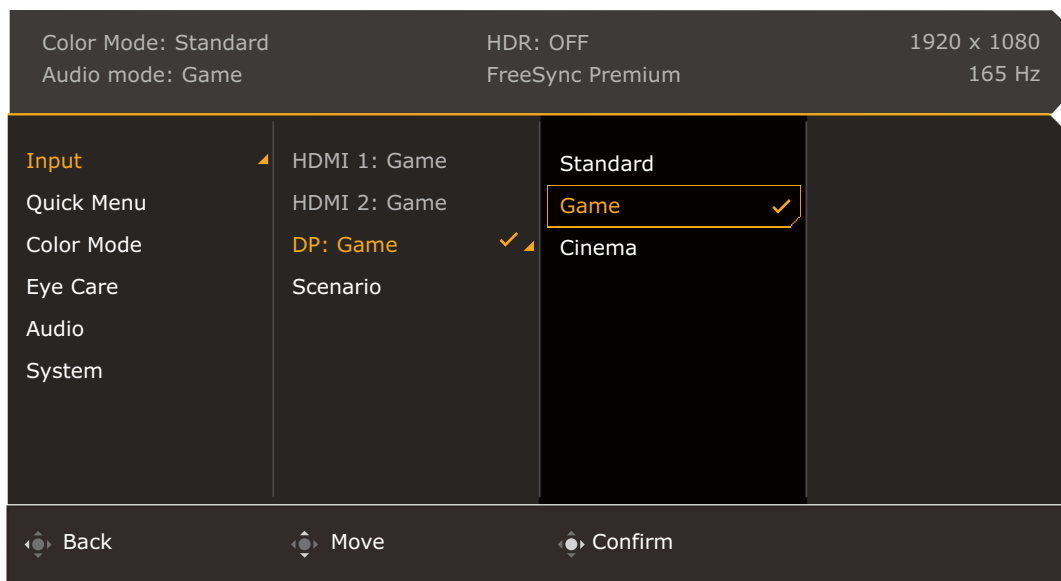 Color Mode: Standard
HDR: OFF
1920 x 1080
Audio mode: Game
FreeSync Premium
165 Hz
Input
Quick Menu
Color Mode
Eye Care
Audio
System
HDMI 1: Game
HDMI 2: Game
DP: Game
Scenario
Standard
Game
Cinema
Back
Move
Confirm